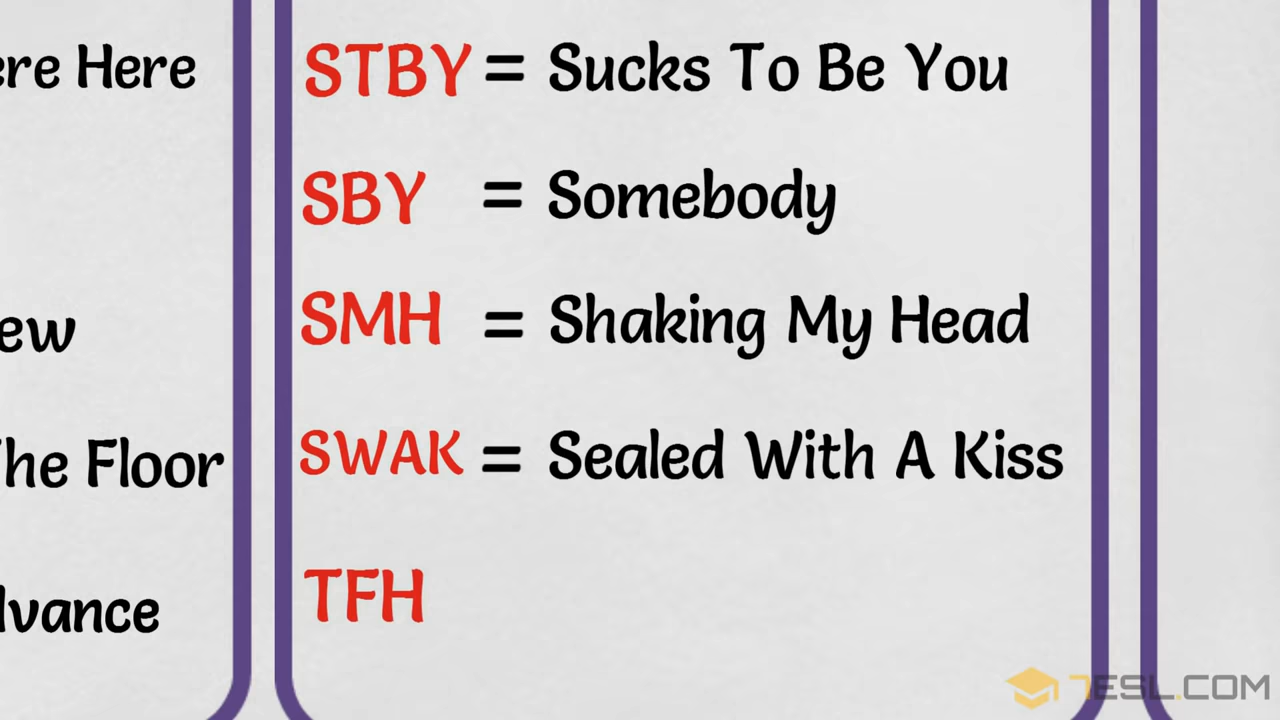 ere Here
ew
The Floor
dvance
STBY = Sucks To Be You
SBY = Somebody
SMH = Shaking My Head
SWAK = Sealed With A Kiss
TFH
7ESL.COM